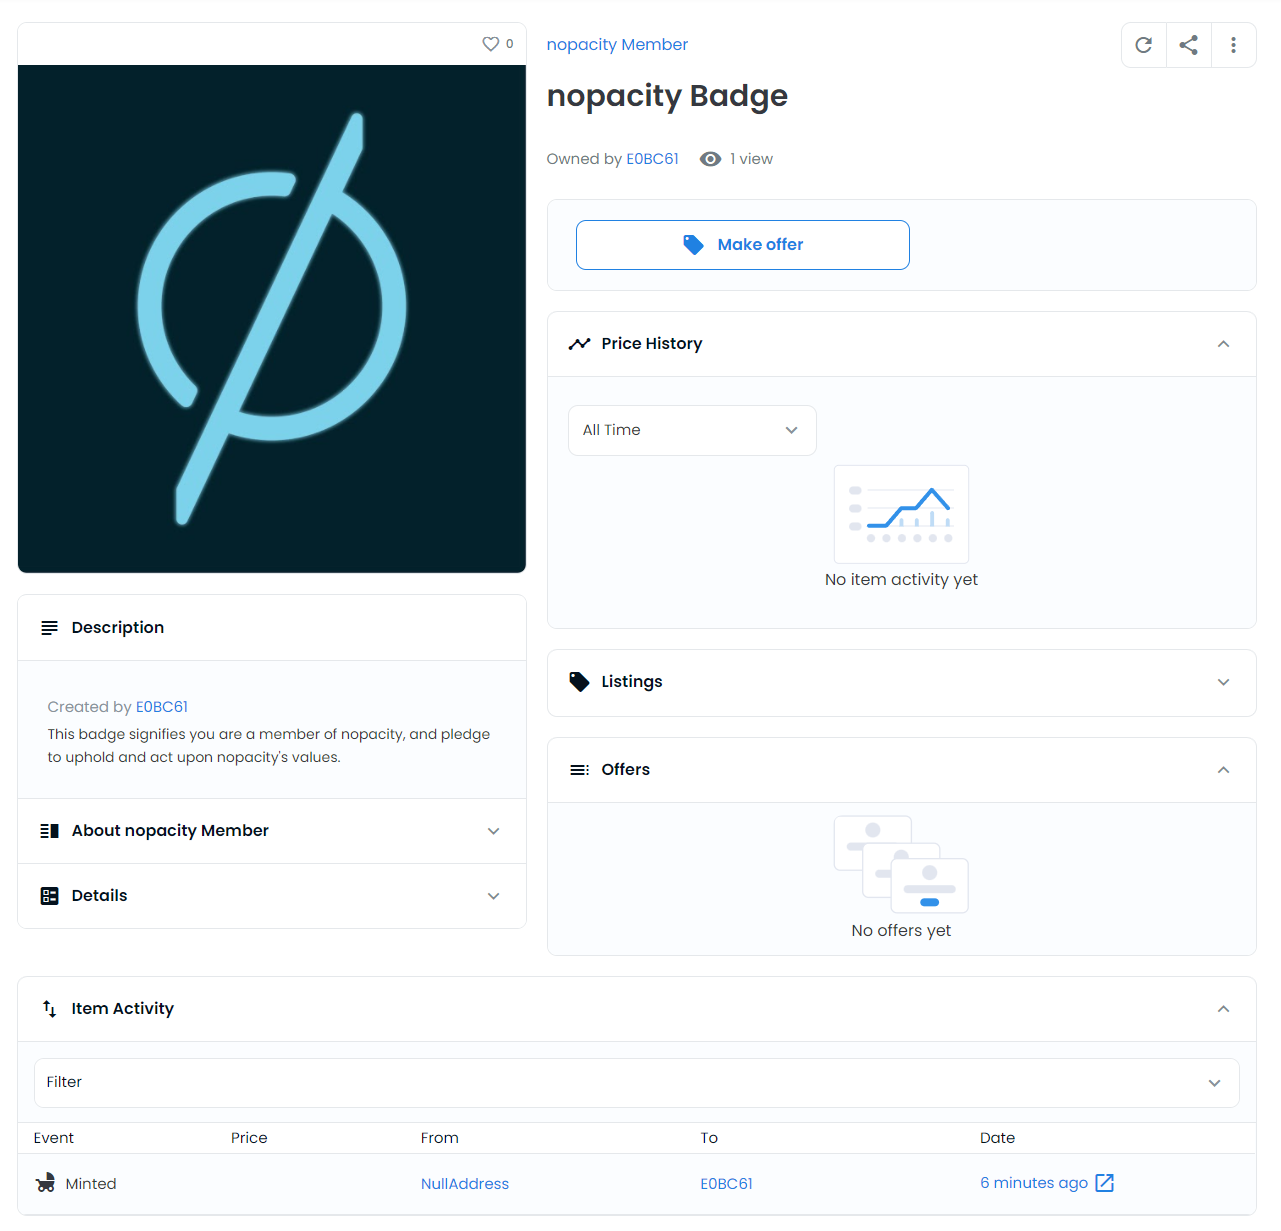 0
nopacity Member
nopacity Badge
Owned by E0BC61 1 view
Make offer
Price History
All Time
No item activity yet
Description
Created by E0BC61
This badge signifies you are a member of nopacity, and pledge
to uphold and act upon nopacity's values.
About nopacity Member
Details
Listings
Offers
No offers yet
Item Activity
Filter
Event Price From To Date
Minted NullAddress E0BC61 6 minutes ago